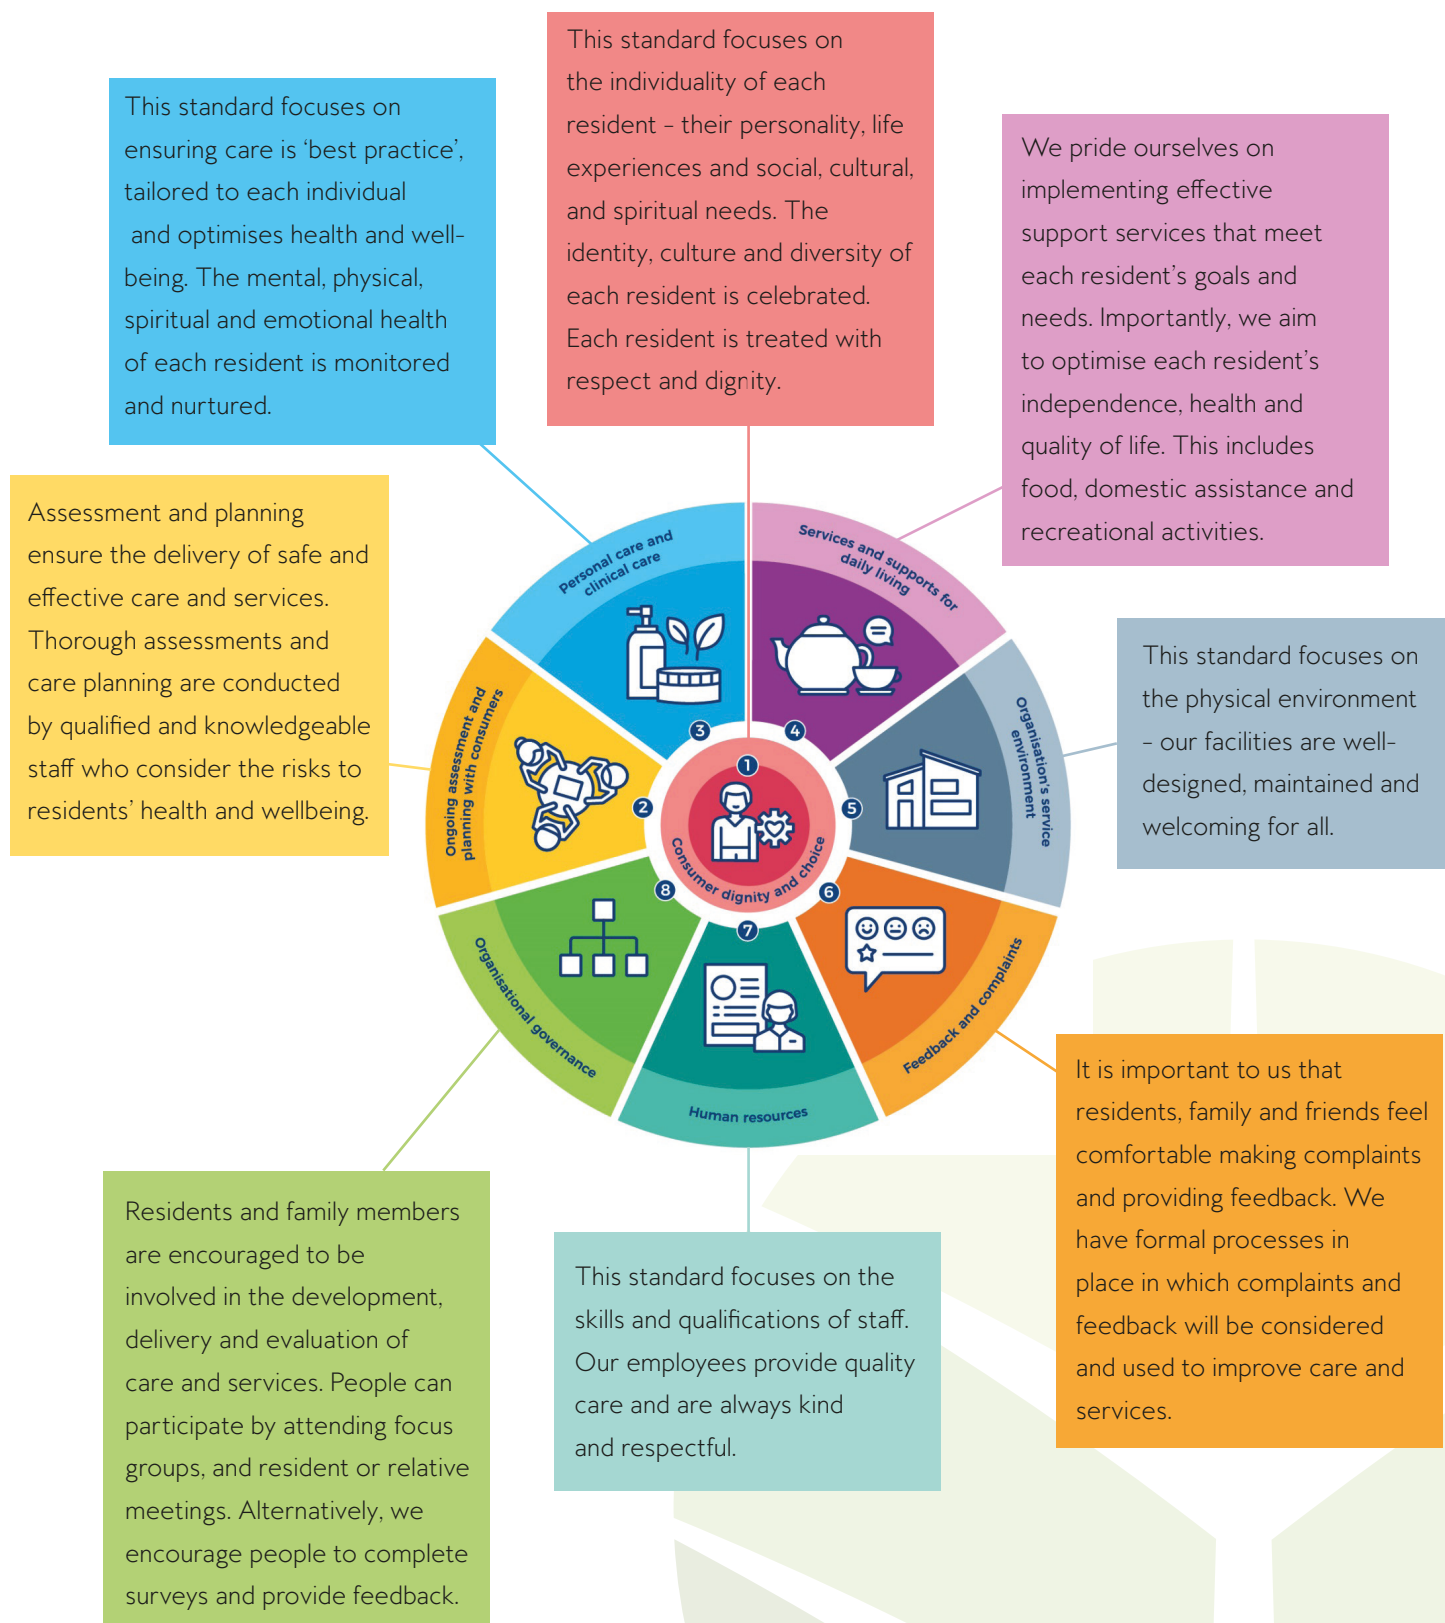 This standard focuses on
the individuality of each
resident – their personality, life
experiences and social, cultural,
and spiritual needs. The
identity, culture and diversity of
each resident is celebrated.
Each resident is treated with
respect and dignity.
This standard focuses on
ensuring care is ‘best practice’,
tailored to each individual
and optimises health and well-
being. The mental, physical,
spiritual and emotional health
of each resident is monitored
and nurtured.
We pride ourselves on
implementing effective
support services that meet
each resident’s goals and
needs. Importantly, we aim
to optimise each resident’s
independence, health and
quality of life. This includes
food, domestic assistance and
recreational activities.
Assessment and planning
ensure the delivery of safe and
effective care and services.
Thorough assessments and
care planning are conducted
by qualified and knowledgeable
staff who consider the risks to
residents’ health and wellbeing.
This standard focuses on
the physical environment
– our facilities are well-
designed, maintained and
welcoming for all.
Personal care and
clinical care
3
Services and supports for
daily living
4
Ongoing assessment and
planning with consumers
2
1
Consumer dignity and choice
Organisation's service
environment
5
Organisational governance
8
Human resources
7
Feedback and complaints
6
It is important to us that
residents, family and friends feel
comfortable making complaints
and providing feedback. We
have formal processes in
place in which complaints and
feedback will be considered
and used to improve care and
services.
Residents and family members
are encouraged to be
involved in the development,
delivery and evaluation of
care and services. People can
participate by attending focus
groups, and resident or relative
meetings. Alternatively, we
encourage people to complete
surveys and provide feedback.
This standard focuses on the
skills and qualifications of staff.
Our employees provide quality
care and are always kind
and respectful.